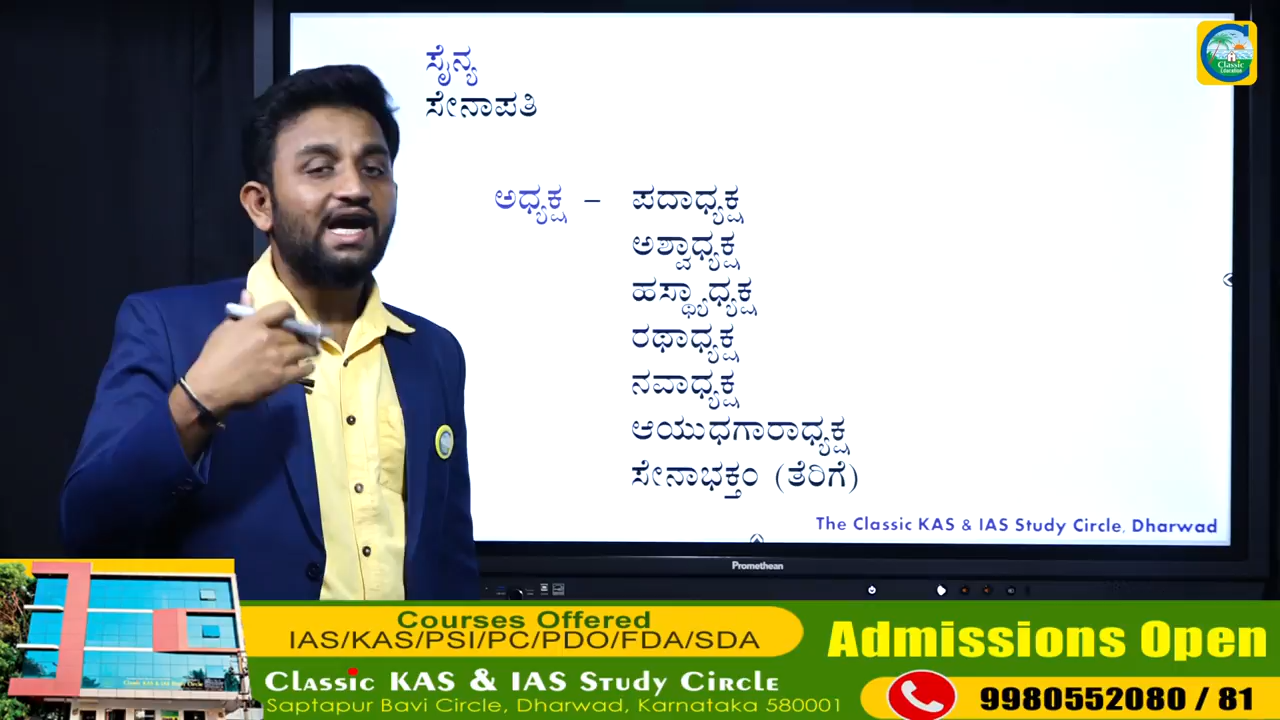 ಸೈನ್ಯ
ಸೇನಾಪತಿ
ಅಧ್ಯಕ್ಷ – ಪದಾಧ್ಯಕ್ಷ
ಅಶ್ವಾಧ್ಯಕ್ಷ
ಹಸ್ಥ್ಯಾಧ್ಯಕ್ಷ
ರಥಾಧ್ಯಕ್ಷ
ನವಾಧ್ಯಕ್ಷ
ಆಯುಧಗಾರಾಧ್ಯಕ್ಷ
ಸೇನಾಭಕ್ತಂ (ತೆರಿಗೆ)
The Classic KAS & IAS Study Circle, Dharwad
Classic
Education
Promethean
Courses Offered
IAS/KAS/PSI/PC/PDO/FDA/SDA
Classic KAS & IAS Study Circle
Saptapur Bavi Circle, Dharwad, Karnataka 580001
Admissions Open
9980552080 / 81